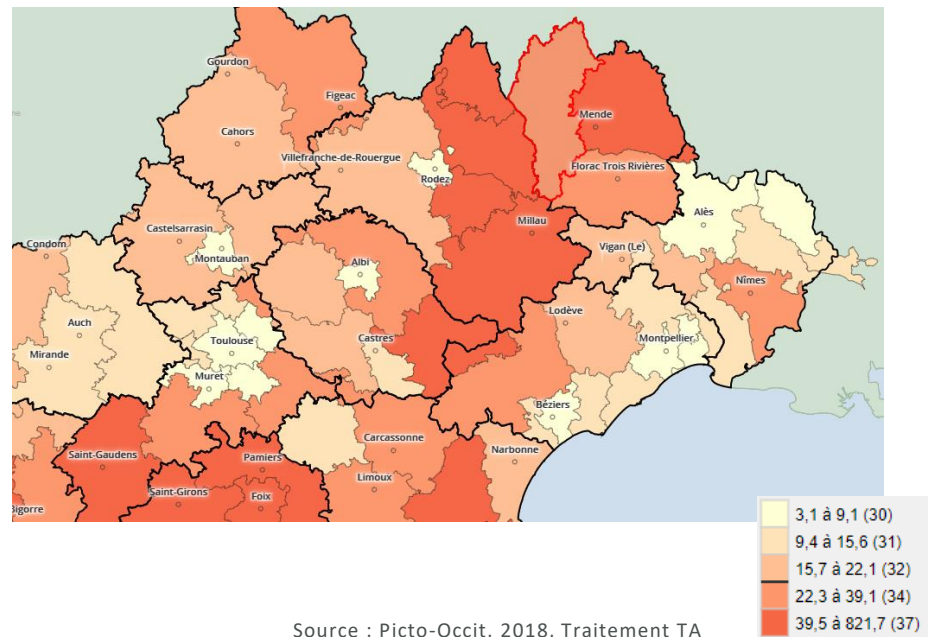 Gourdon
Figeac
Cahors
Mende
Villefranche-de-Rouergue
Florac Trois Rivières
Rodez
Millau
Alès
Castelsarrasin
Condom
Vigan (Le)
Montauban
Albi
Nîmes
Auch
Lodève
Toulouse
Castres
Montpellier
Mirande
Muret
Béziers
Carcassonne
Saint-Gaudens
Pamiers
Narbonne
Limoux
Saint-Girons
Foix
Bigorre
3,1 à 9,1 (30)
9,4 à 15,6 (31)
15,7 à 22,1 (32)
22,3 à 39,1 (34)
39,5 à 821,7 (37)
Source : Picto-Occit. 2018. Traitement TA